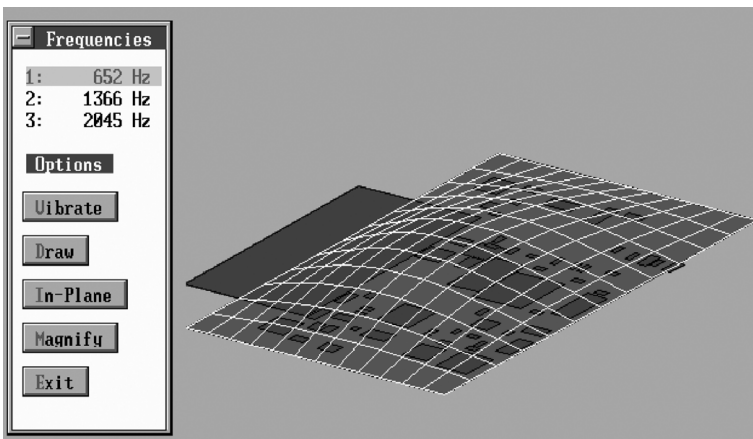 Frequencies
1: 652 Hz
2: 1366 Hz
3: 2045 Hz
Options
Vibrate
Draw
In-Plane
Magnify
Exit